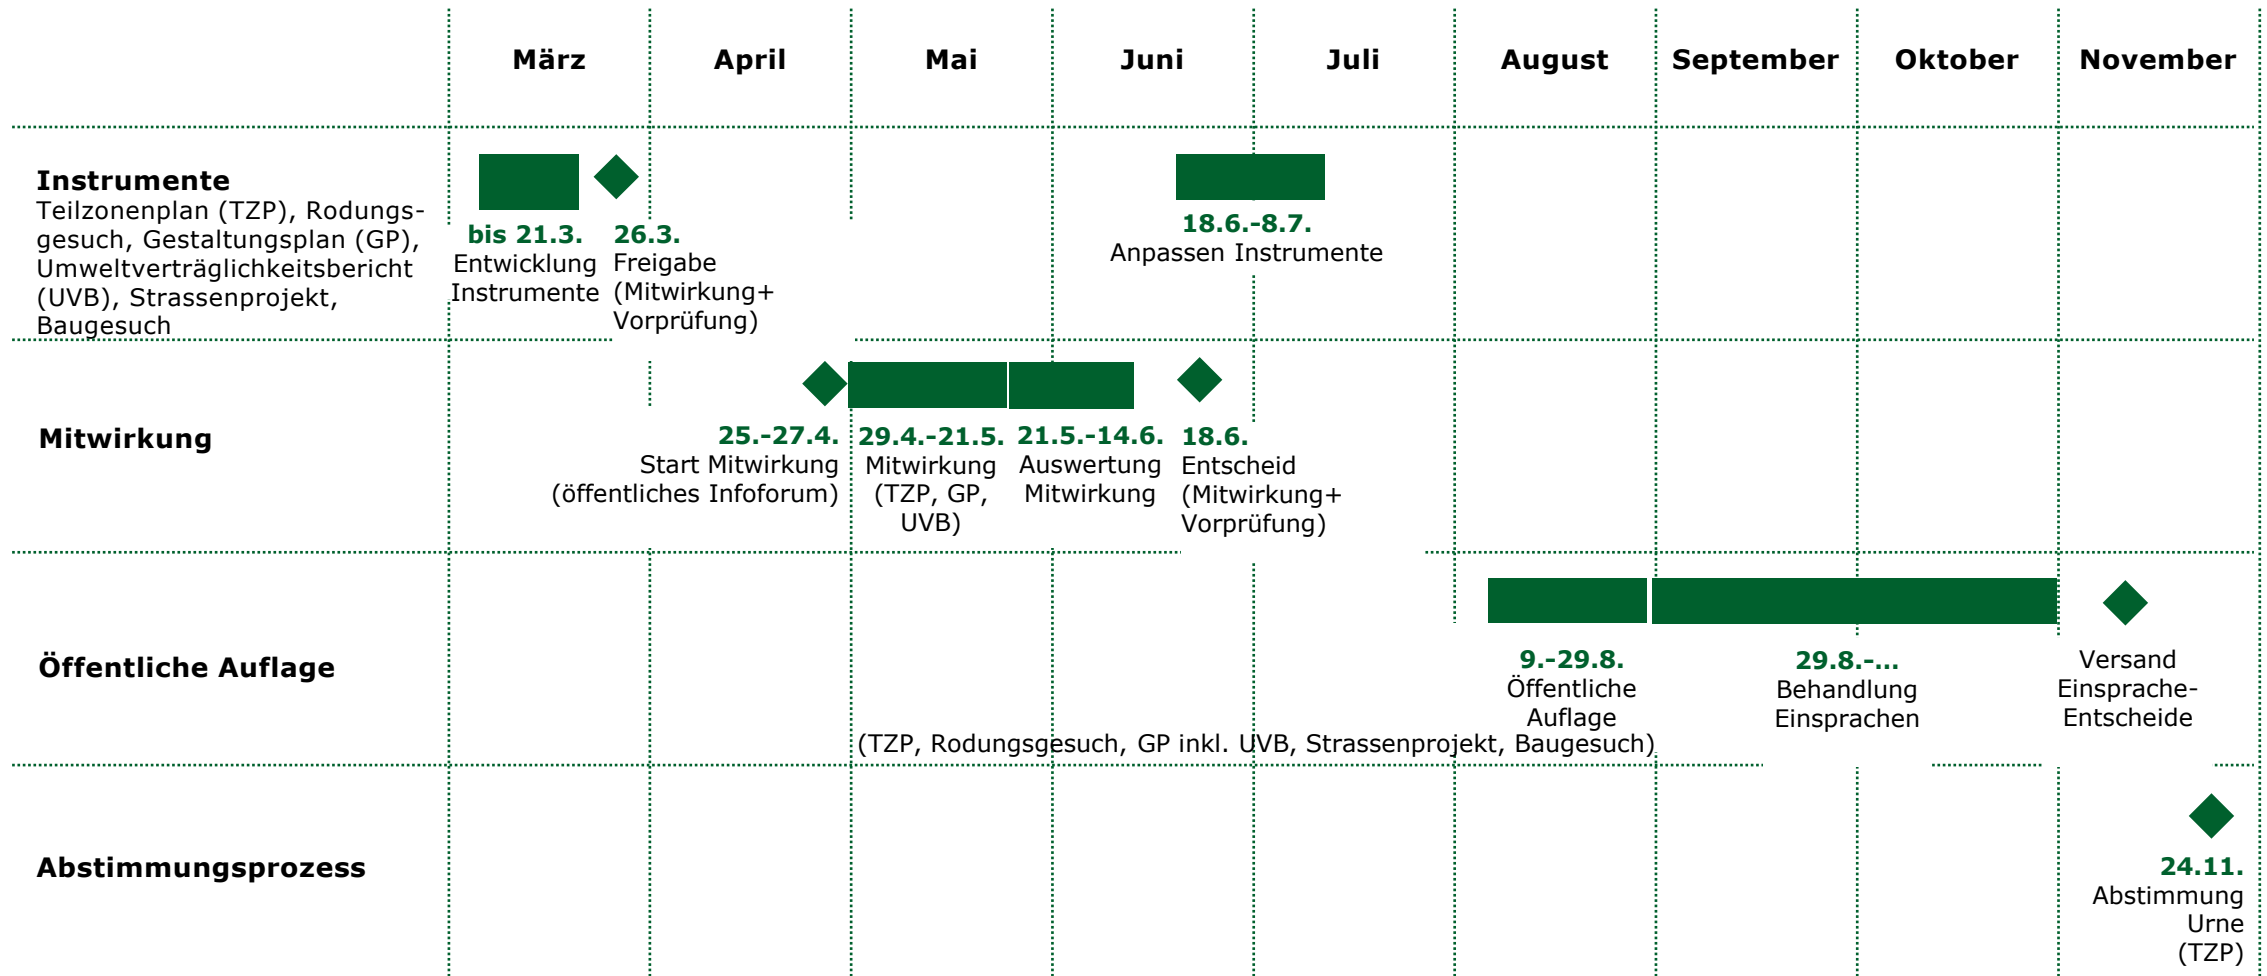 März
April
Mai
Juni
Juli
August
September
Oktober
November
Instrumente
Teilzonenplan (TZP), Rodungs-
gesuch, Gestaltungsplan (GP),
Umweltverträglichkeitsbericht
(UVB), Strassenprojekt,
Baugesuch
bis 21.3.
Entwicklung
Instrumente
26.3.
Freigabe
(Mitwirkung+
Vorprüfung)
18.6.-8.7.
Anpassen Instrumente
Mitwirkung
25.-27.4.
Start Mitwirkung
(öffentliches Infoforum)
29.4.-21.5.
Mitwirkung
(TZP, GP,
UVB)
21.5.-14.6.
Auswertung
Mitwirkung
18.6.
Entscheid
(Mitwirkung+
Vorprüfung)
Öffentliche Auflage
9.-29.8.
Öffentliche
Auflage
(TZP, Rodungsgesuch, GP inkl. UVB, Strassenprojekt, Baugesuch)
29.8.-...
Behandlung
Einsprachen
Versand
Einsprache-
Entscheide
Abstimmungsprozess
24.11.
Abstimmung
Urne
(TZP)